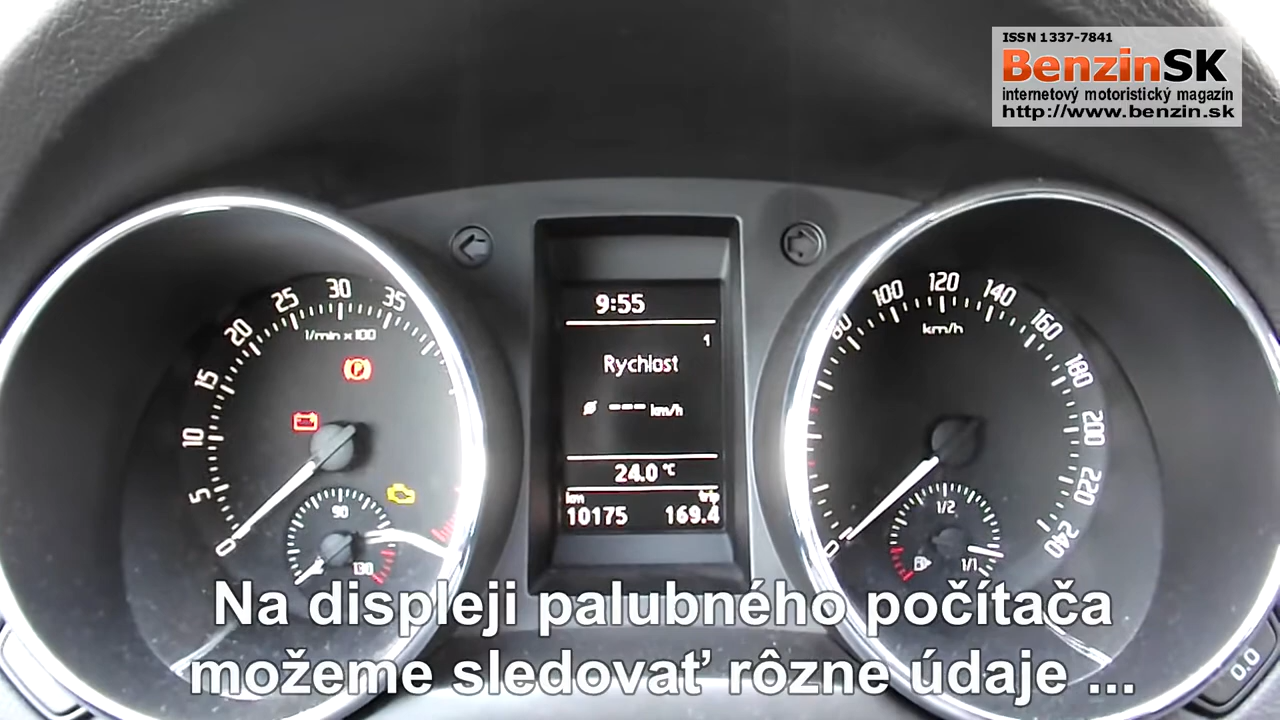 ISSN 1337-7841
BenzinSK
internetový motoristický magazín
http://www.benzin.sk
5
10
15
20
25
30
35
1/min x 100
90
130
9:55
1
Rychlost
ø --- km/h
24.0 °C
km trip
10175 169.4
0
80
100
120
140
160
180
200
220
240
km/h
1/2
1/1
0.0
Na displeji palubného počítača
možeme sledovať rôzne údaje ...